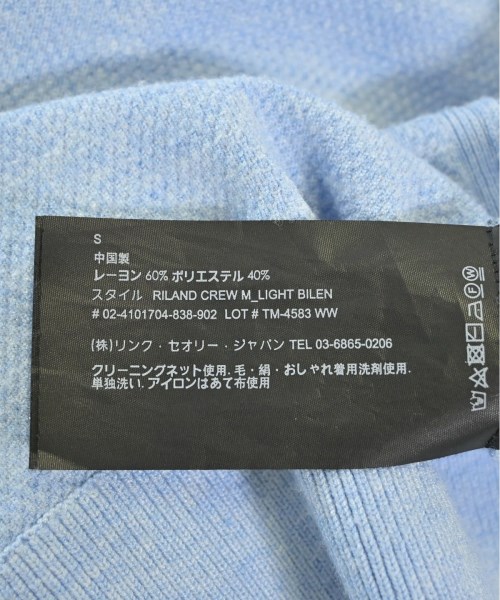 S
中国製
レーヨン 60% ポリエステル 40%
スタイル RILAND CREW M_LIGHT BILEN
# 02-4101704-838-902 LOT # TM-4583 WW
(株)リンク・セオリー・ジャパン TEL 03-6865-0206
クリーニングネット使用. 毛・絹・おしゃれ着用洗剤使用.
単独洗い. アイロンはあて布使用